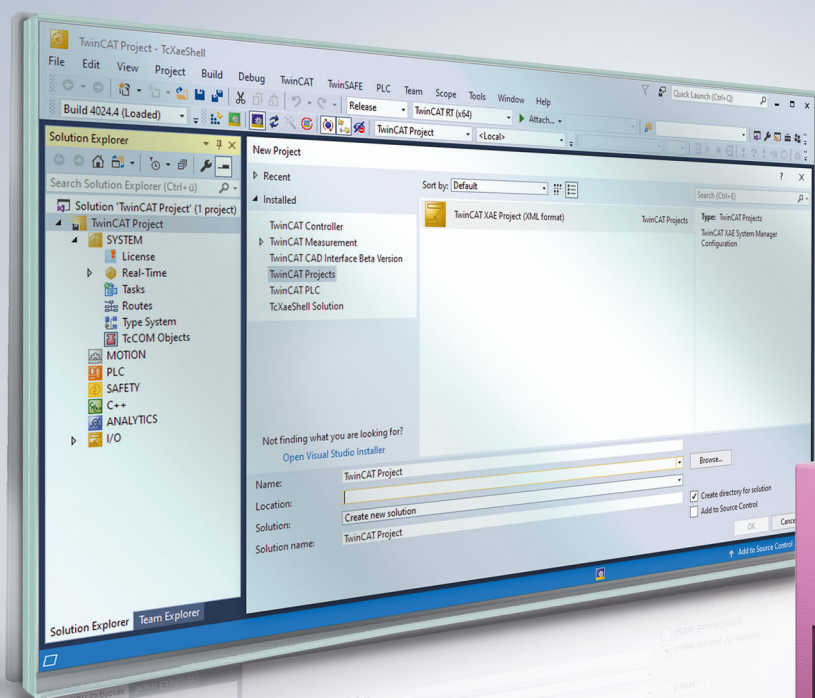 TwinCAT Project - TcXaeShell
File Edit View Project Build Debug TwinCAT TwinSAFE PLC Team Scope Tools Window Help
Quick Launch (Ctrl+Q)
Release TwinCAT RT (x64) Attach...
Build 4024.4 (Loaded) TwinCAT Project <Local>
Solution Explorer
Search Solution Explorer (Ctrl+ü)
Solution 'TwinCAT Project' (1 project)
TwinCAT Project
SYSTEM
License
Real-Time
Tasks
Routes
Type System
TcCOM Objects
MOTION
PLC
SAFETY
C++
ANALYTICS
I/O
Solution Explorer Team Explorer
New Project
? X
Recent
Installed
TwinCAT Controller
TwinCAT Measurement
TwinCAT CAD Interface Beta Version
TwinCAT Projects
TwinCAT PLC
TcXaeShell Solution
Not finding what you are looking for?
Open Visual Studio Installer
Sort by: Default
Search (Ctrl+E)
TwinCAT XAE Project (XML format) TwinCAT Projects
Type: TwinCAT Projects
TwinCAT XAE System Manager
Configuration
Name: TwinCAT Project
Location:
Browse...
Solution: Create new solution
Solution name: TwinCAT Project
Create directory for solution
Add to Source Control
OK
Add to Source Control